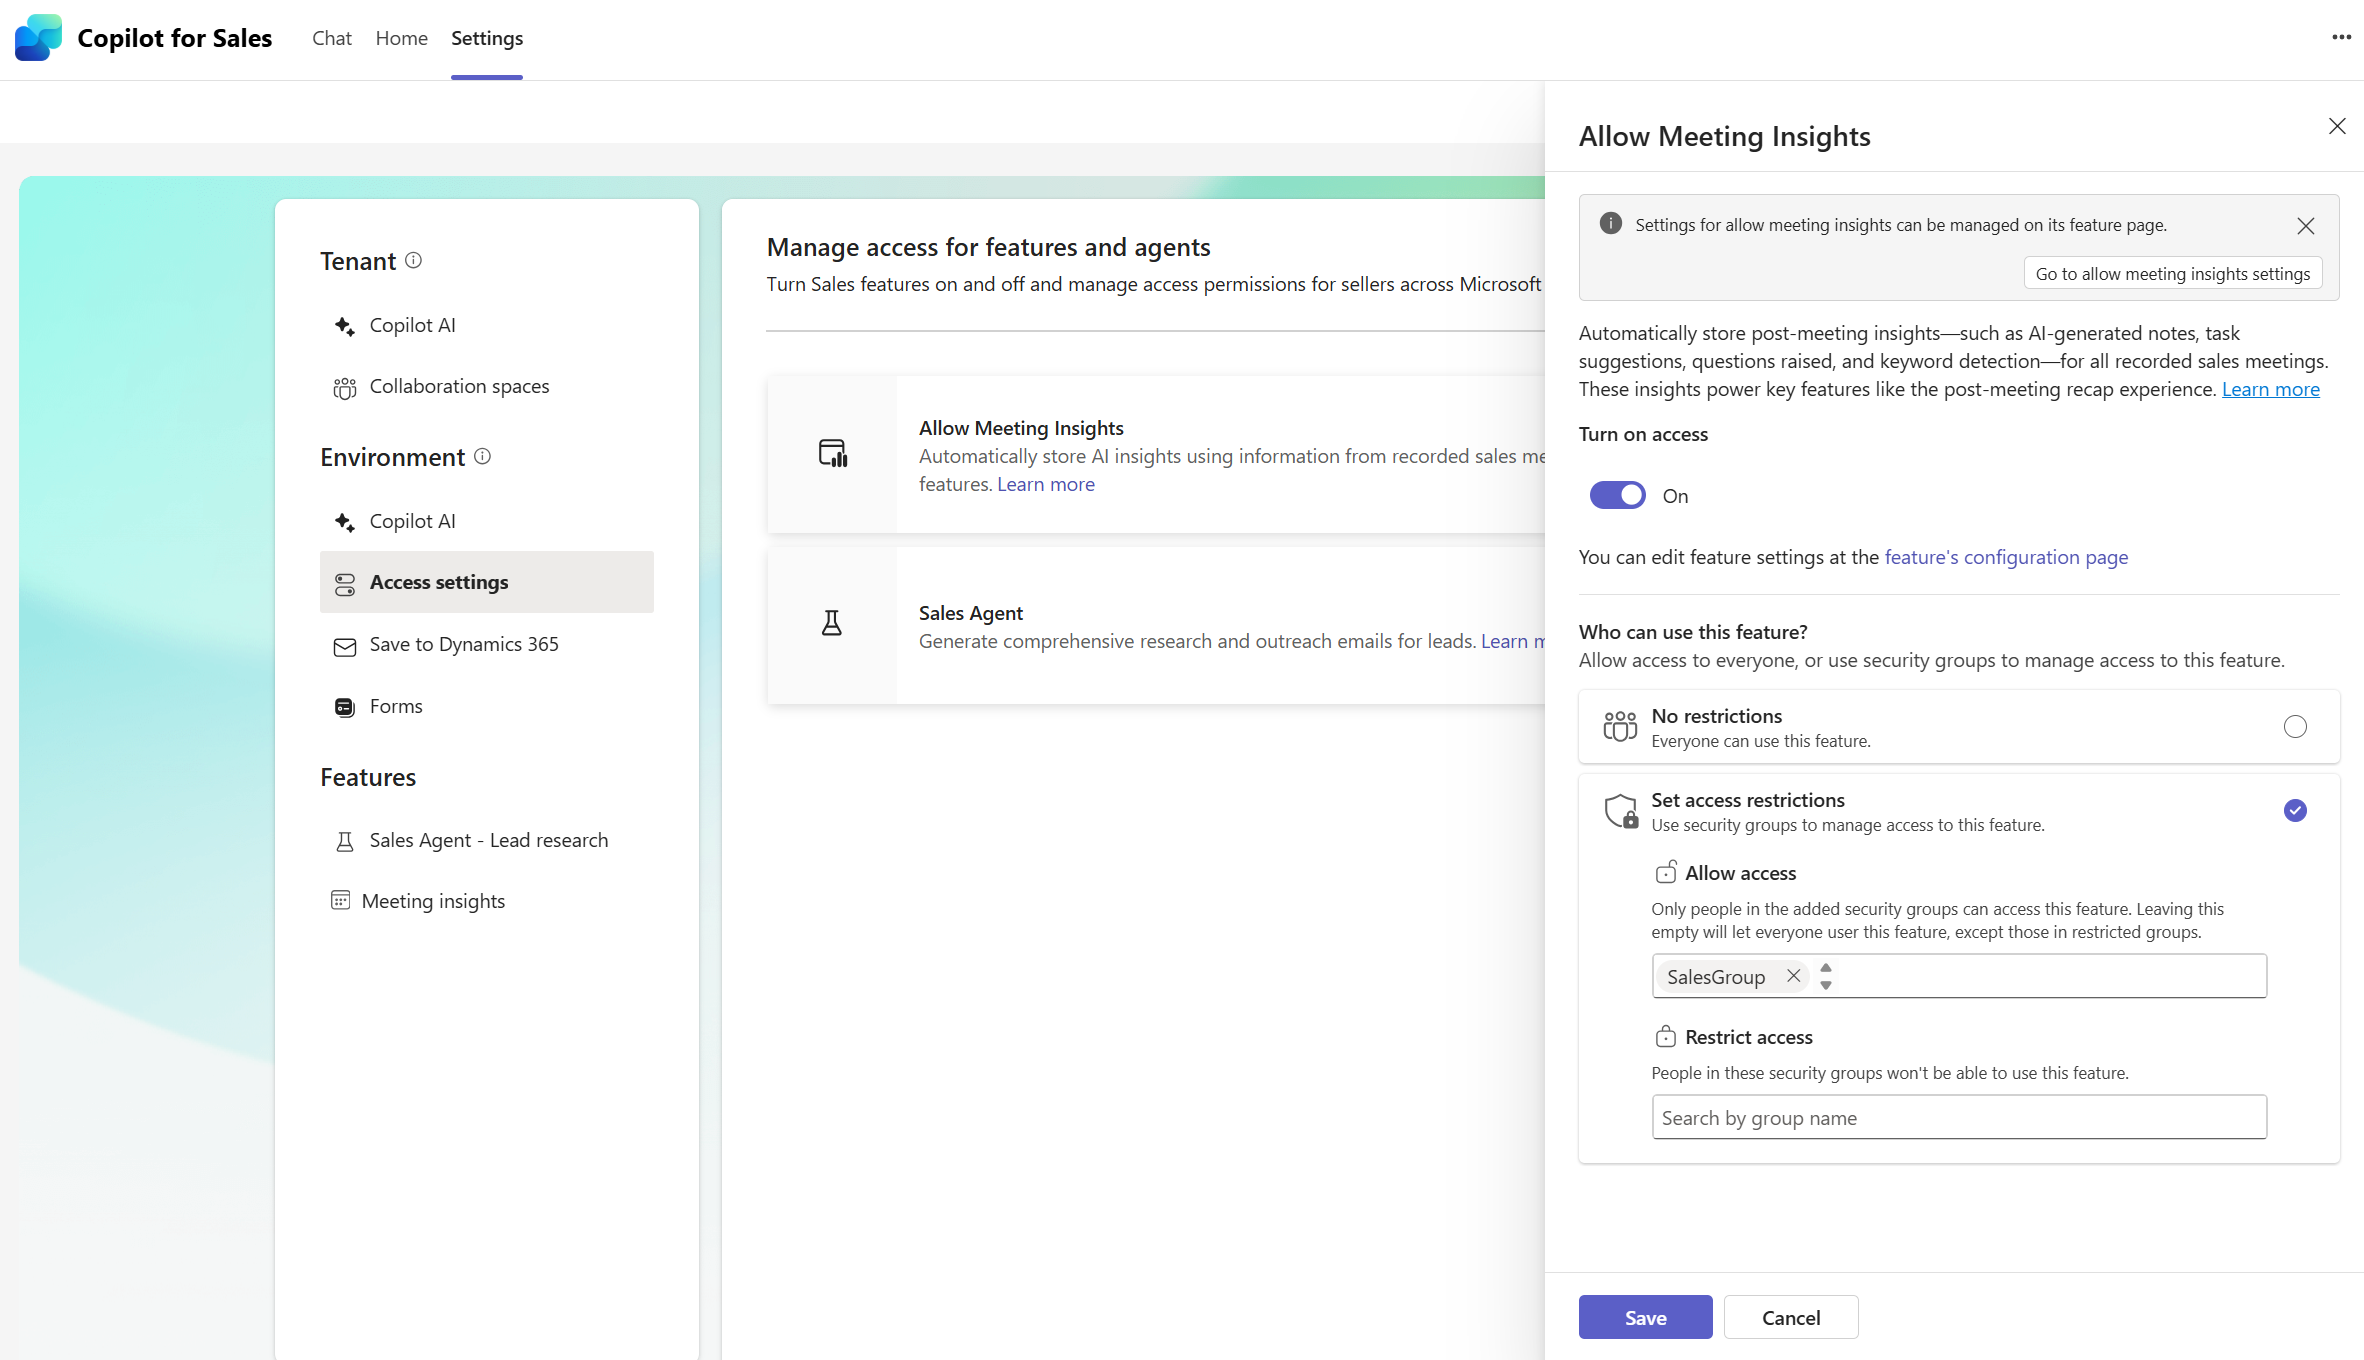 Copilot for Sales
Chat
Home
Settings
Tenant
Copilot AI
Collaboration spaces
Environment
Copilot AI
Access settings
Save to Dynamics 365
Forms
Features
Sales Agent - Lead research
Meeting insights
Manage access for features and agents
Turn Sales features on and off and manage access permissions for sellers across Microsoft
Allow Meeting Insights
Automatically store AI insights using information from recorded sales me
features. Learn more
Sales Agent
Generate comprehensive research and outreach emails for leads. Learn m
Allow Meeting Insights
Settings for allow meeting insights can be managed on its feature page.
Go to allow meeting insights settings
Automatically store post-meeting insights—such as AI-generated notes, task
suggestions, questions raised, and keyword detection—for all recorded sales meetings.
These insights power key features like the post-meeting recap experience. Learn more
Turn on access
On
You can edit feature settings at the feature's configuration page
Who can use this feature?
Allow access to everyone, or use security groups to manage access to this feature.
No restrictions
Everyone can use this feature.
Set access restrictions
Use security groups to manage access to this feature.
Allow access
Only people in the added security groups can access this feature. Leaving this
empty will let everyone user this feature, except those in restricted groups.
SalesGroup
Restrict access
People in these security groups won't be able to use this feature.
Search by group name
Save
Cancel